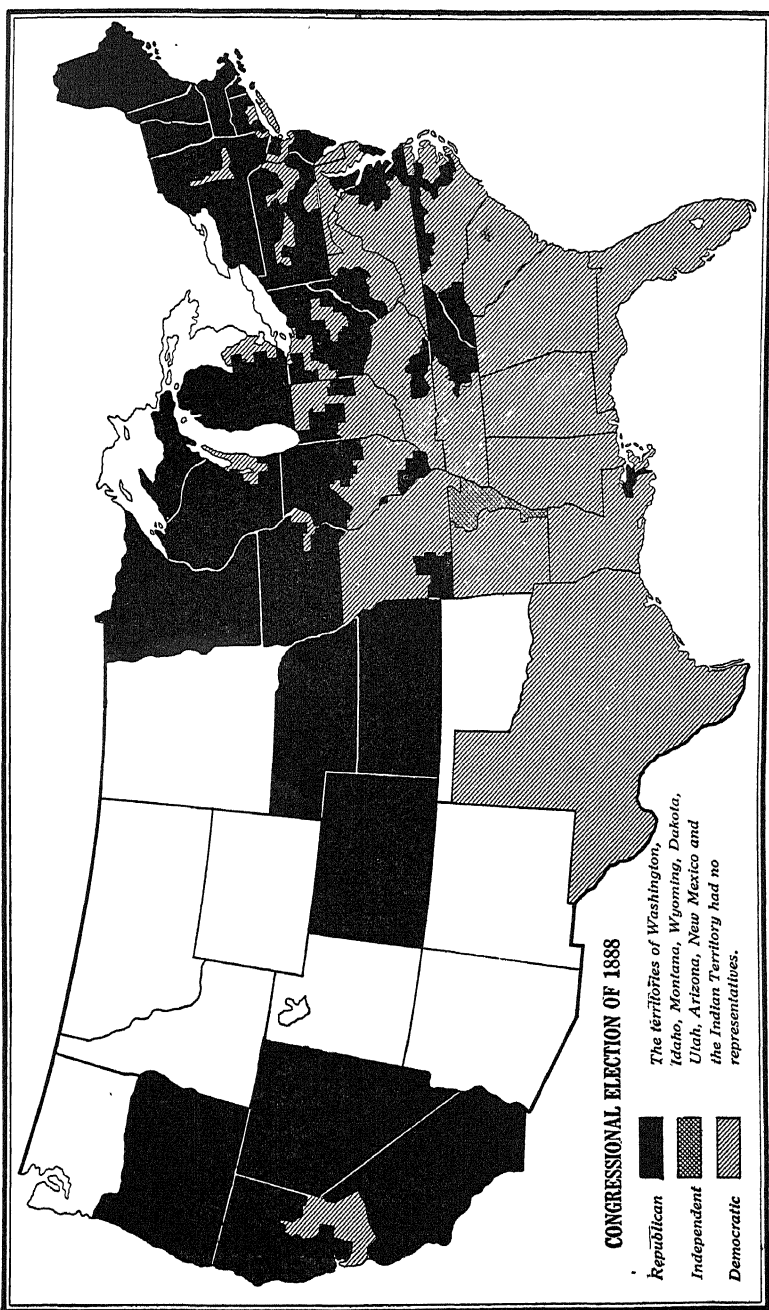 CONGRESSIONAL ELECTION OF 1888
Republican
Independent
Democratic
The territories of Washington,
Idaho, Montana, Wyoming, Dakota,
Utah, Arizona, New Mexico and
the Indian Territory had no
representatives.